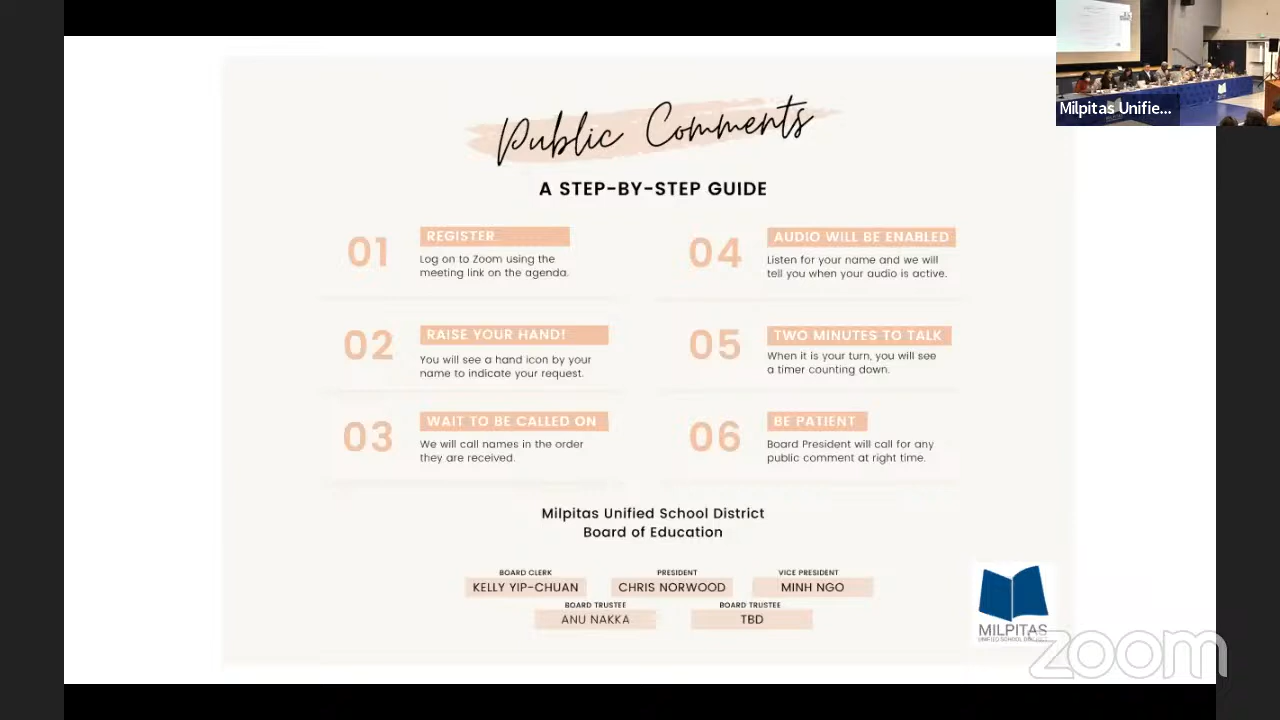 Public Comments
A STEP-BY-STEP GUIDE
01
REGISTER
Log on to Zoom using the
meeting link on the agenda.
02
RAISE YOUR HAND!
You will see a hand icon by your
name to indicate your request.
03
WAIT TO BE CALLED ON
We will call names in the order
they are received.
04
AUDIO WILL BE ENABLED
Listen for your name and we will
tell you when your audio is active.
05
TWO MINUTES TO TALK
When it is your turn, you will see
a timer counting down.
06
BE PATIENT
Board President will call for any
public comment at right time.
Milpitas Unified School District
Board of Education
BOARD CLERK
KELLY YIP-CHUAN
PRESIDENT
CHRIS NORWOOD
VICE PRESIDENT
MINH NGO
BOARD TRUSTEE
ANU NAKKA
BOARD TRUSTEE
TBD
MILPITAS
UNIFIED SCHOOL DISTRICT
zoom
Milpitas Unifie...